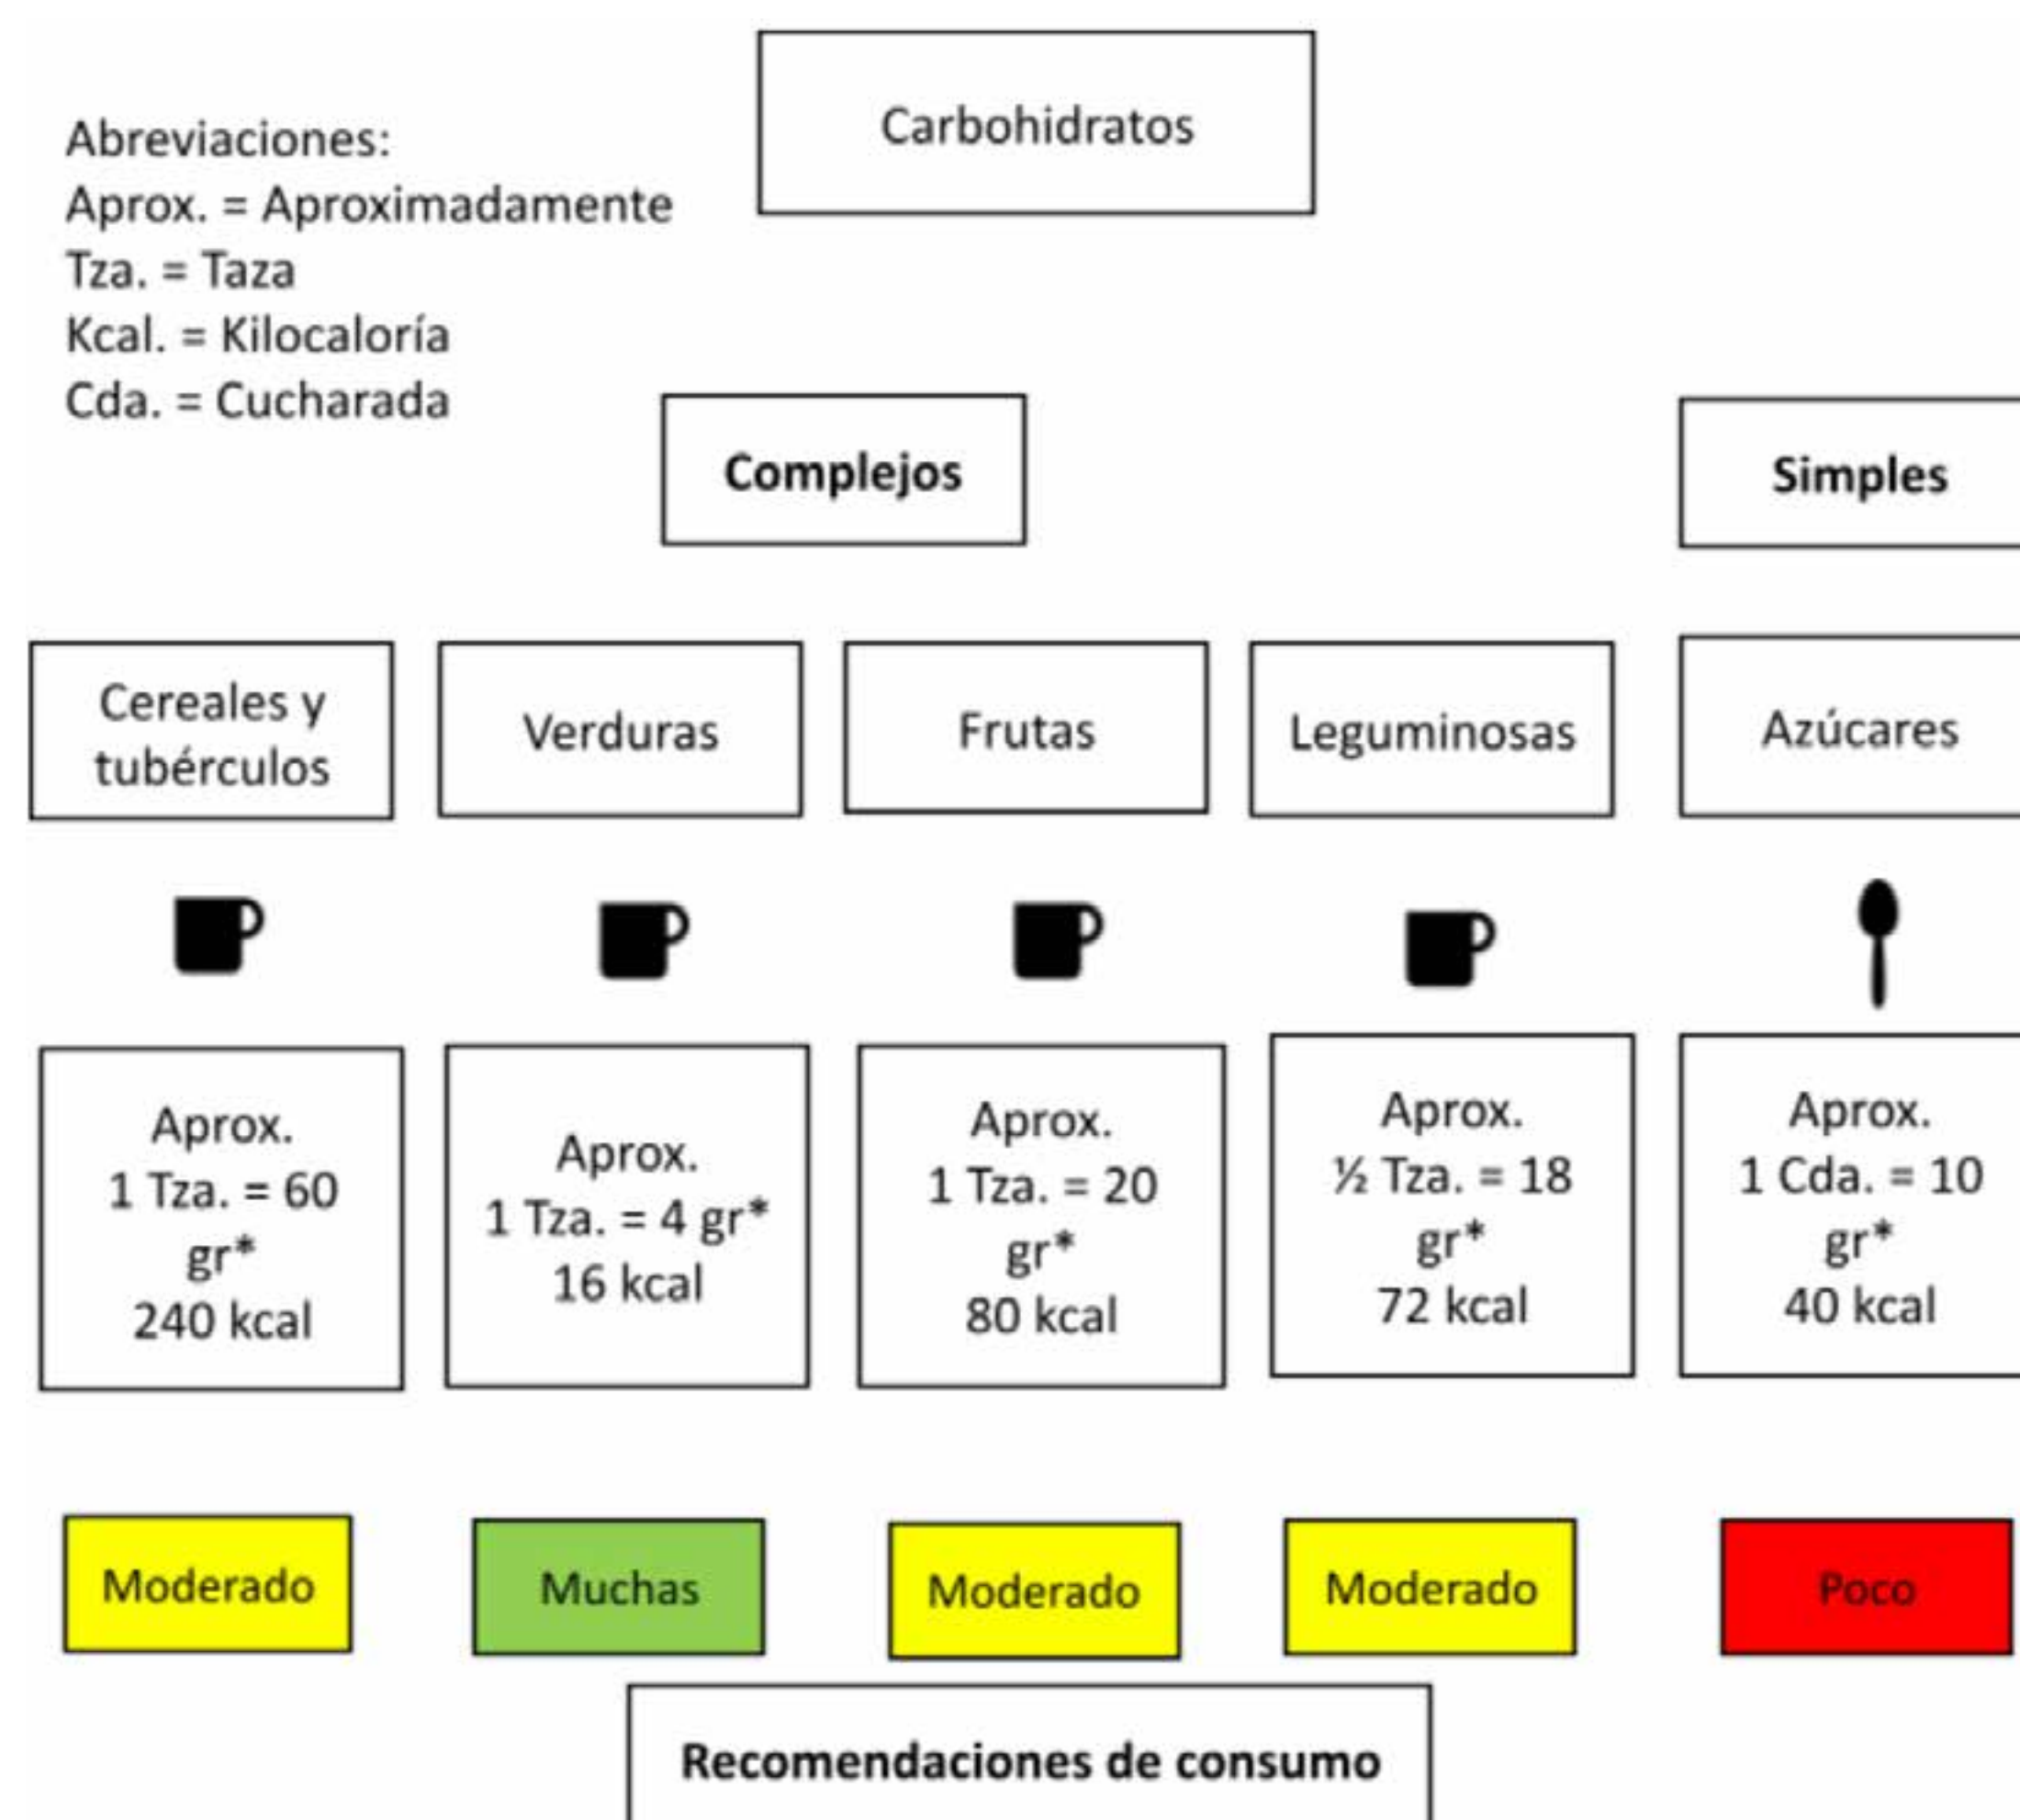 Carbohidratos
Abreviaciones:
Aprox. = Aproximadamente
Tza. = Taza
Kcal. = Kilocaloría
Cda. = Cucharada
Complejos
Simples
Cereales y
tubérculos
Verduras
Frutas
Leguminosas
Azúcares
Aprox.
1 Tza. = 60
gr*
240 kcal
Aprox.
1 Tza. = 4 gr*
16 kcal
Aprox.
1 Tza. = 20
gr*
80 kcal
Aprox.
½ Tza. = 18
gr*
72 kcal
Aprox.
1 Cda. = 10
gr*
40 kcal
Moderado
Muchas
Moderado
Moderado
Poco
Recomendaciones de consumo